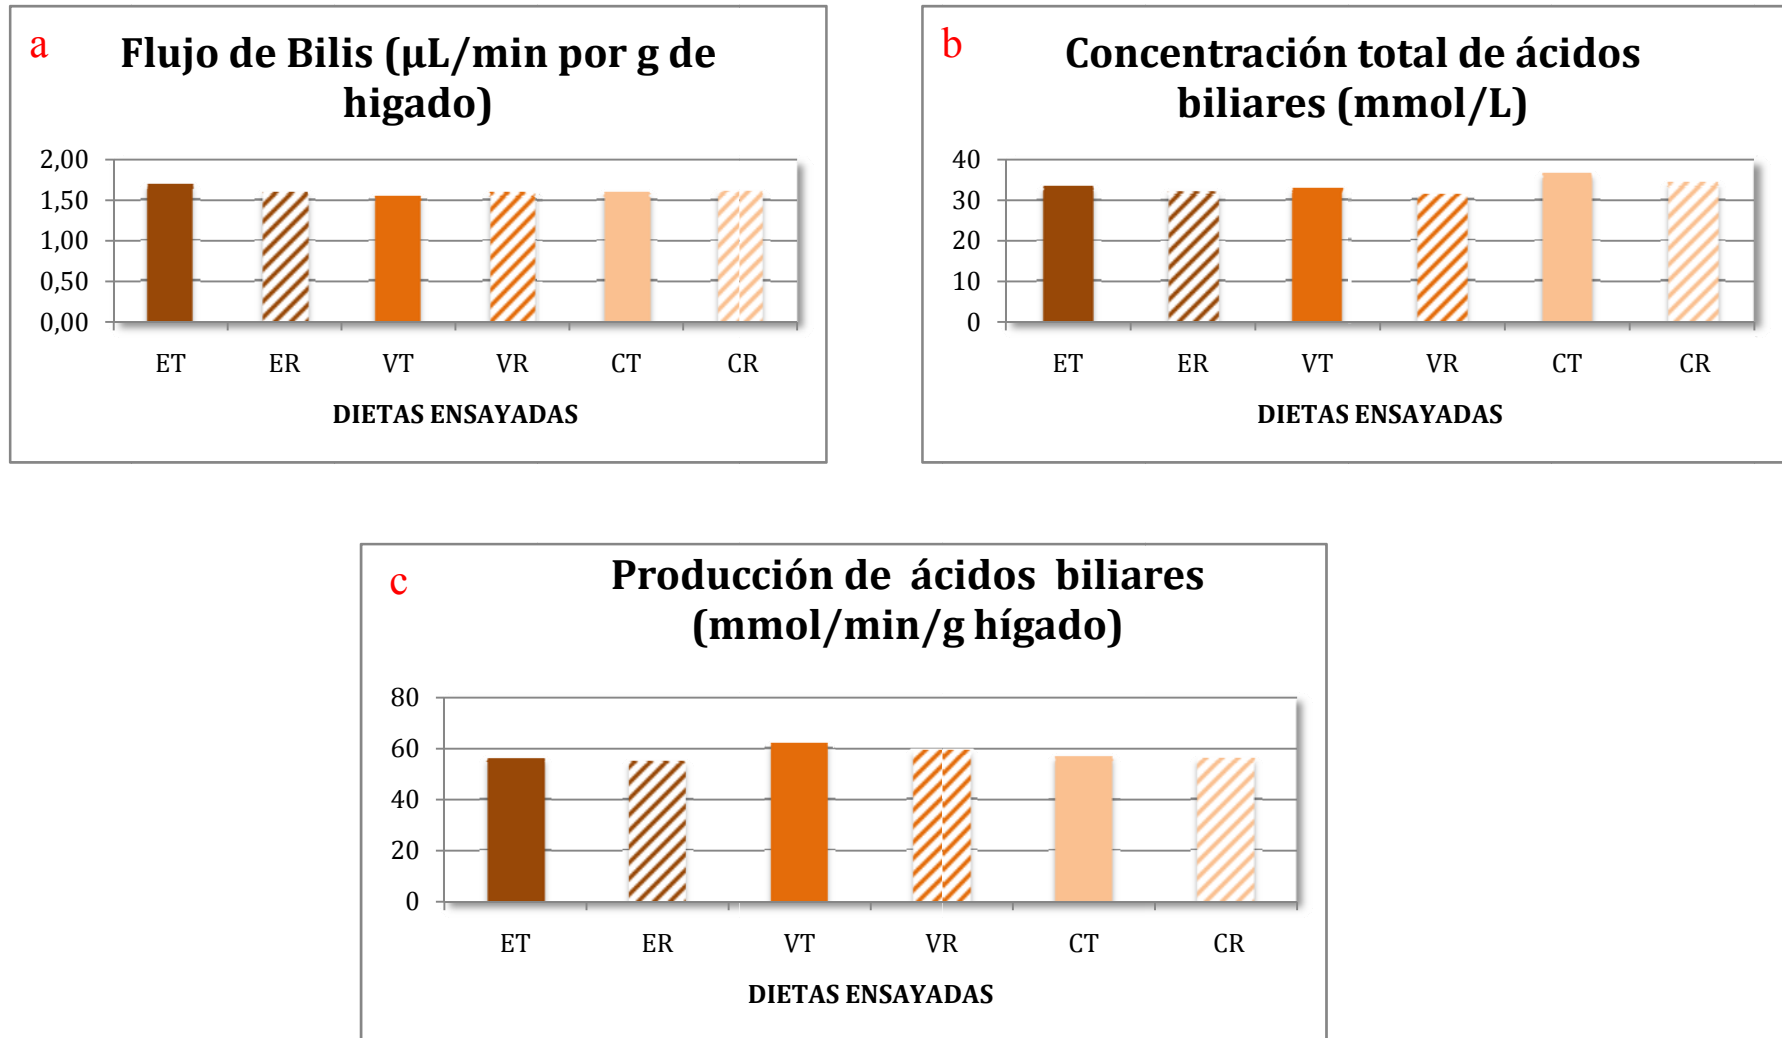 a
Flujo de Bilis (µL/min por g de
higado)
2,00
1,50
1,00
0,50
0,00
ET ER VT VR CT CR
DIETAS ENSAYADAS
b
Concentración total de ácidos
biliares (mmol/L)
40
30
20
10
0
ET ER VT VR CT CR
DIETAS ENSAYADAS
c
Producción de ácidos biliares
(mmol/min/g hígado)
80
60
40
20
0
ET ER VT VR CT CR
DIETAS ENSAYADAS